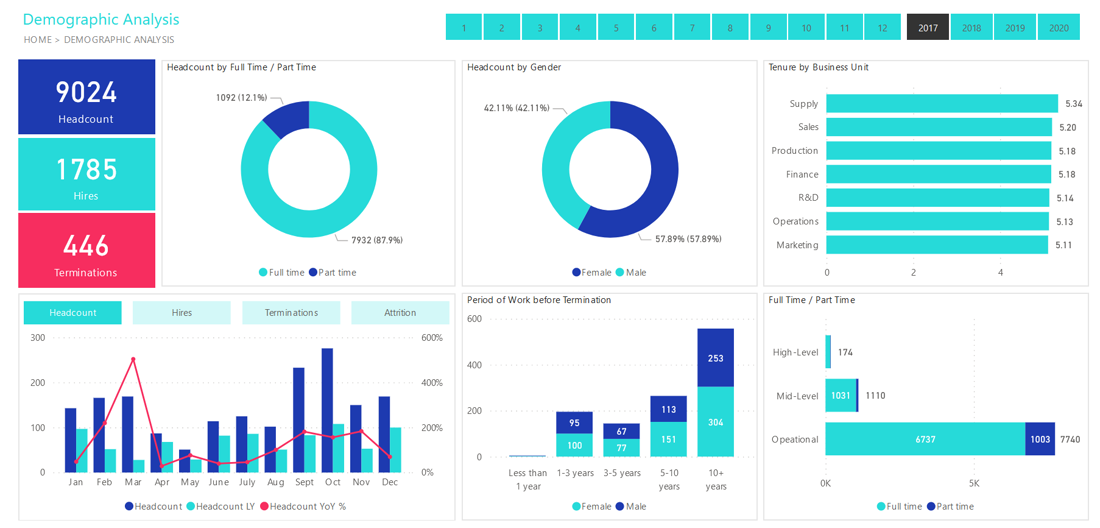 Demographic Analysis
HOME > DEMOGRAPHIC ANALYSIS
1 2 3 4 5 6 7 8 9 10 11 12 2017 2018 2019 2020
9024
Headcount
1785
Hires
446
Terminations
Headcount by Full Time / Part Time
1092 (12.1%)
7932 (87.9%)
Full time Part time
Headcount by Gender
42.11% (42.11%)
57.89% (57.89%)
Female Male
Tenure by Business Unit
Supply 5.34
Sales 5.20
Production 5.18
Finance 5.18
R&D 5.14
Operations 5.13
Marketing 5.11
0 2 4
Headcount Hires Terminations Attrition
300 600%
200 400%
100 200%
0 0%
Jan Feb Mar Apr May June July Aug Sept Oct Nov Dec
Headcount Headcount LY Headcount YoY %
Period of Work before Termination
600
400
200
0
253
304
113
151
95
100
67
77
Less than 1-3 years 3-5 years 5-10 10+
1 year years years
Female Male
Full Time / Part Time
High-Level 174
Mid-Level 1031 1110
Opeational 6737 1003 7740
0K 5K
Full time Part time